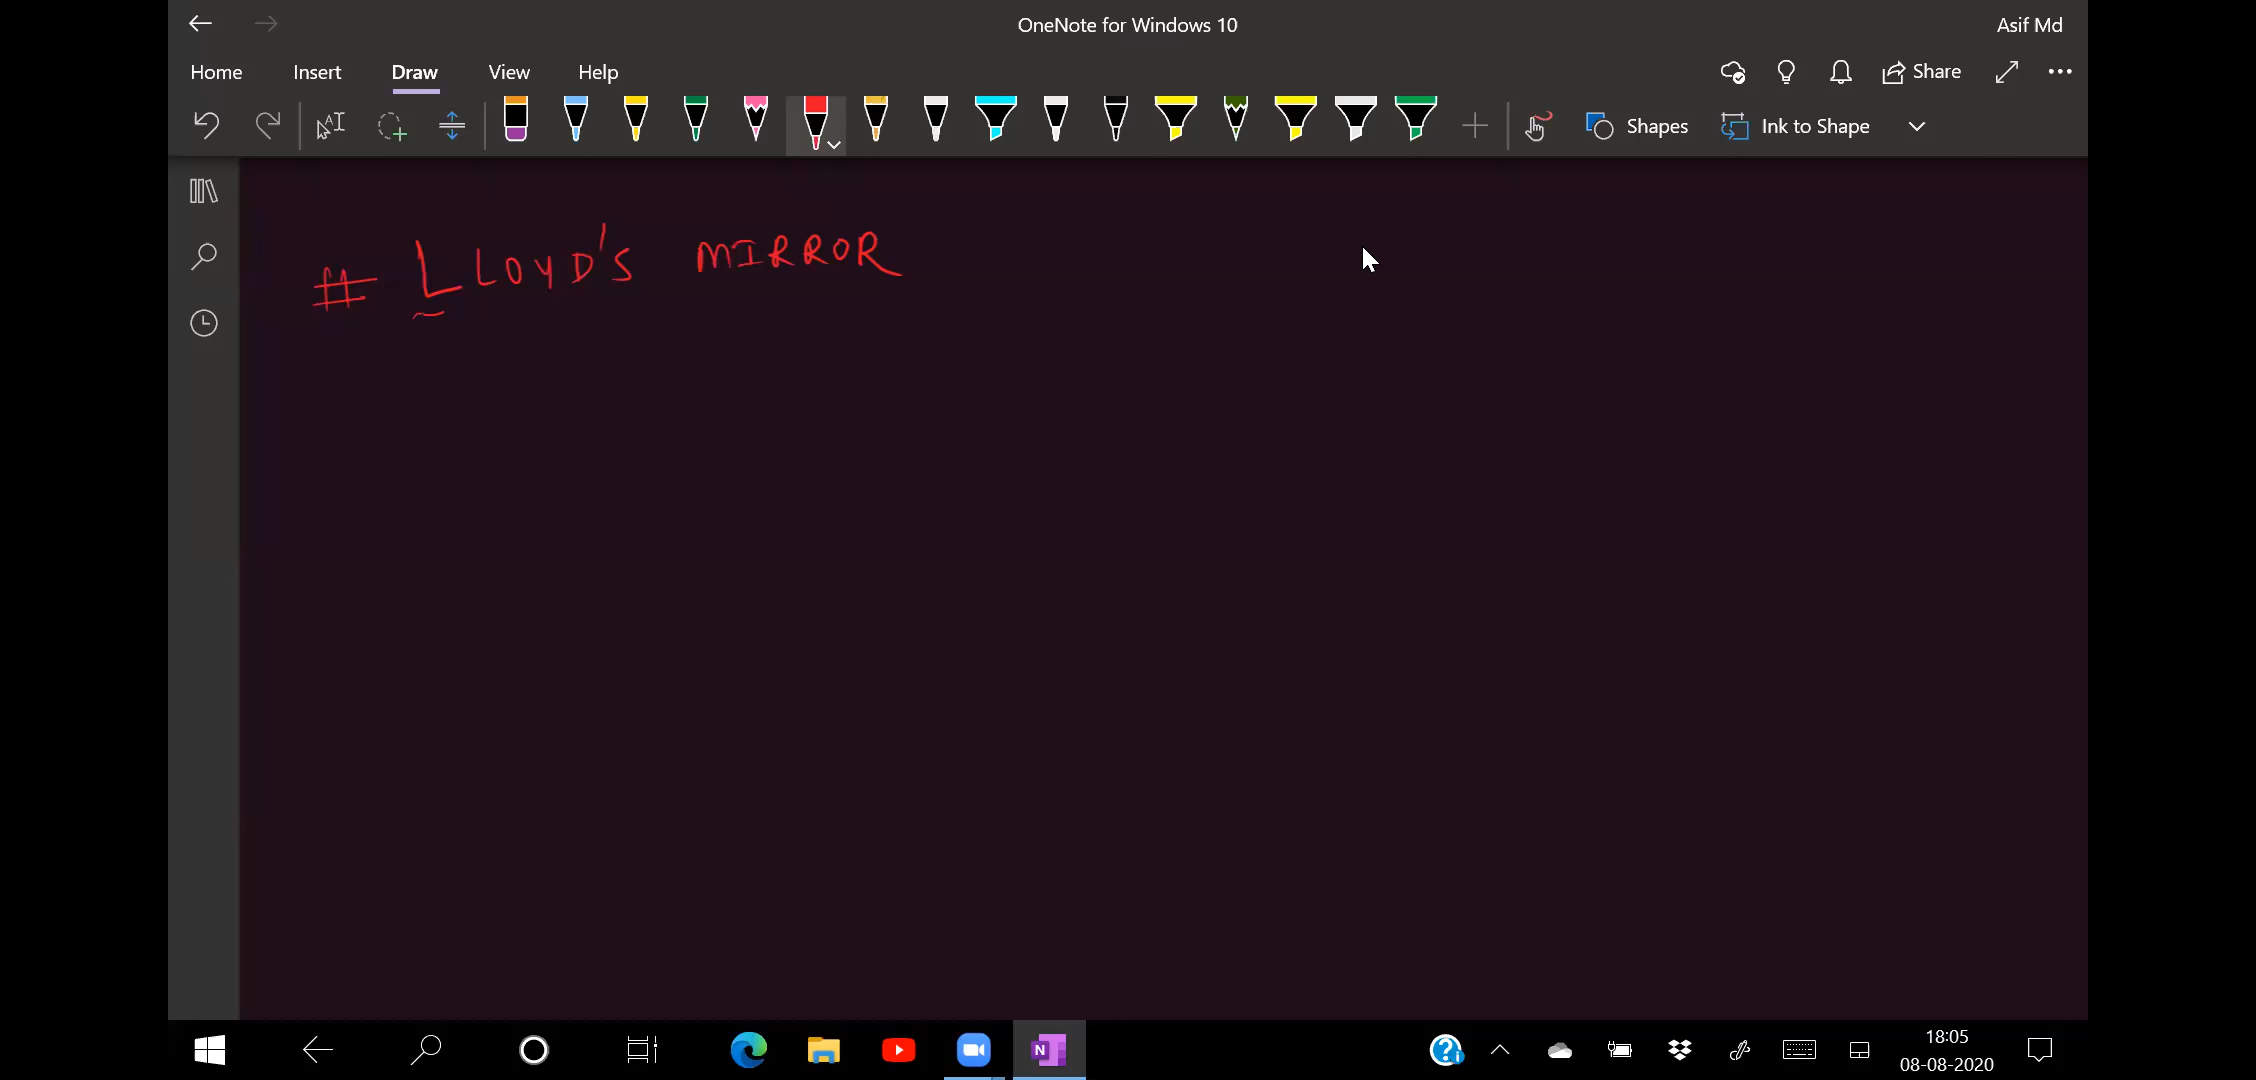 OneNote for Windows 10
Asif Md
Home Insert Draw View Help
Share
Shapes
Ink to Shape
# LLOYD'S MIRROR
18:05
08-08-2020